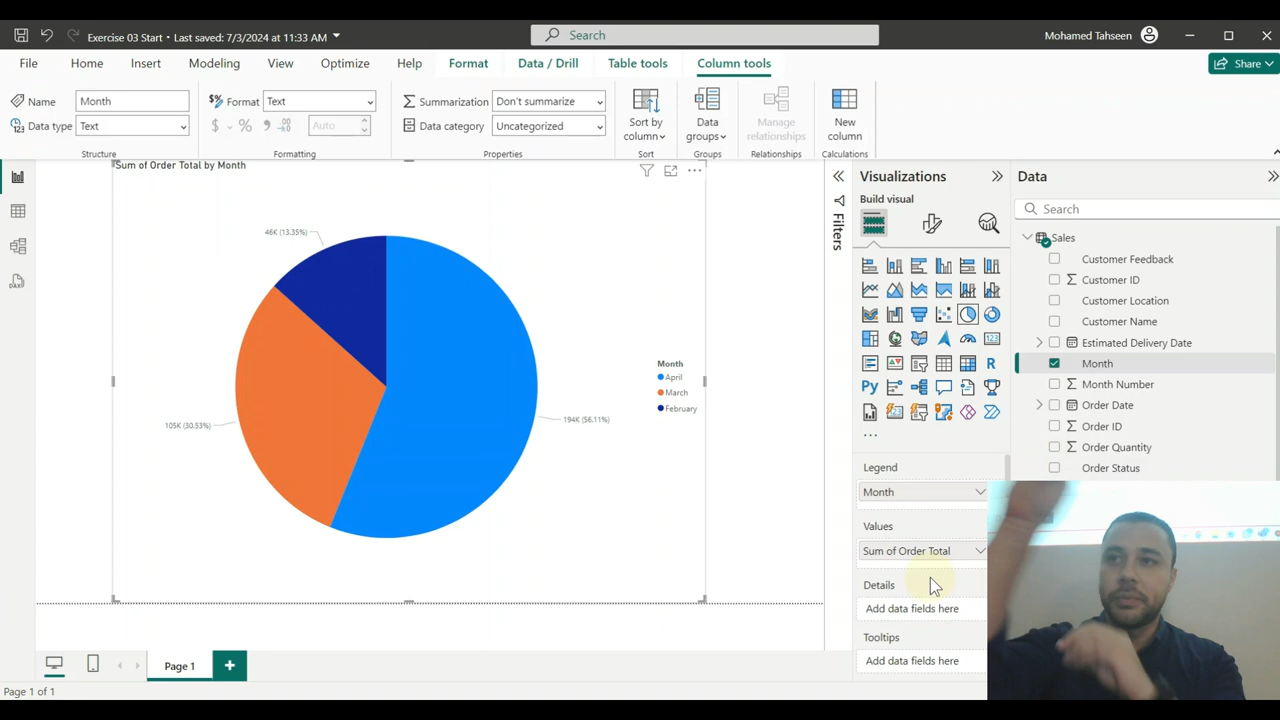 Exercise 03 Start • Last saved: 7/3/2024 at 11:33 AM
Search
Mohamed Tahseen
File
Home
Insert
Modeling
View
Optimize
Help
Format
Data / Drill
Table tools
Column tools
Share
Name
Month
Data type
Text
Structure
Format
Text
$
%
Auto
Formatting
Summarization
Don't summarize
Data category
Uncategorized
Properties
Sort by
column
Sort
Data
groups
Groups
Manage
relationships
Relationships
New
column
Calculations
Sum of Order Total by Month
46K (13.35%)
105K (30.53%)
194K (56.11%)
Month
April
March
February
Filters
Visualizations
Build visual
123
R
Py
Legend
Month
Values
Sum of Order Total
Details
Add data fields here
Tooltips
Add data fields here
Data
Search
Sales
Customer Feedback
Customer ID
Customer Location
Customer Name
Estimated Delivery Date
Month
Month Number
Order Date
Order ID
Order Quantity
Order Status
Page 1
Page 1 of 1